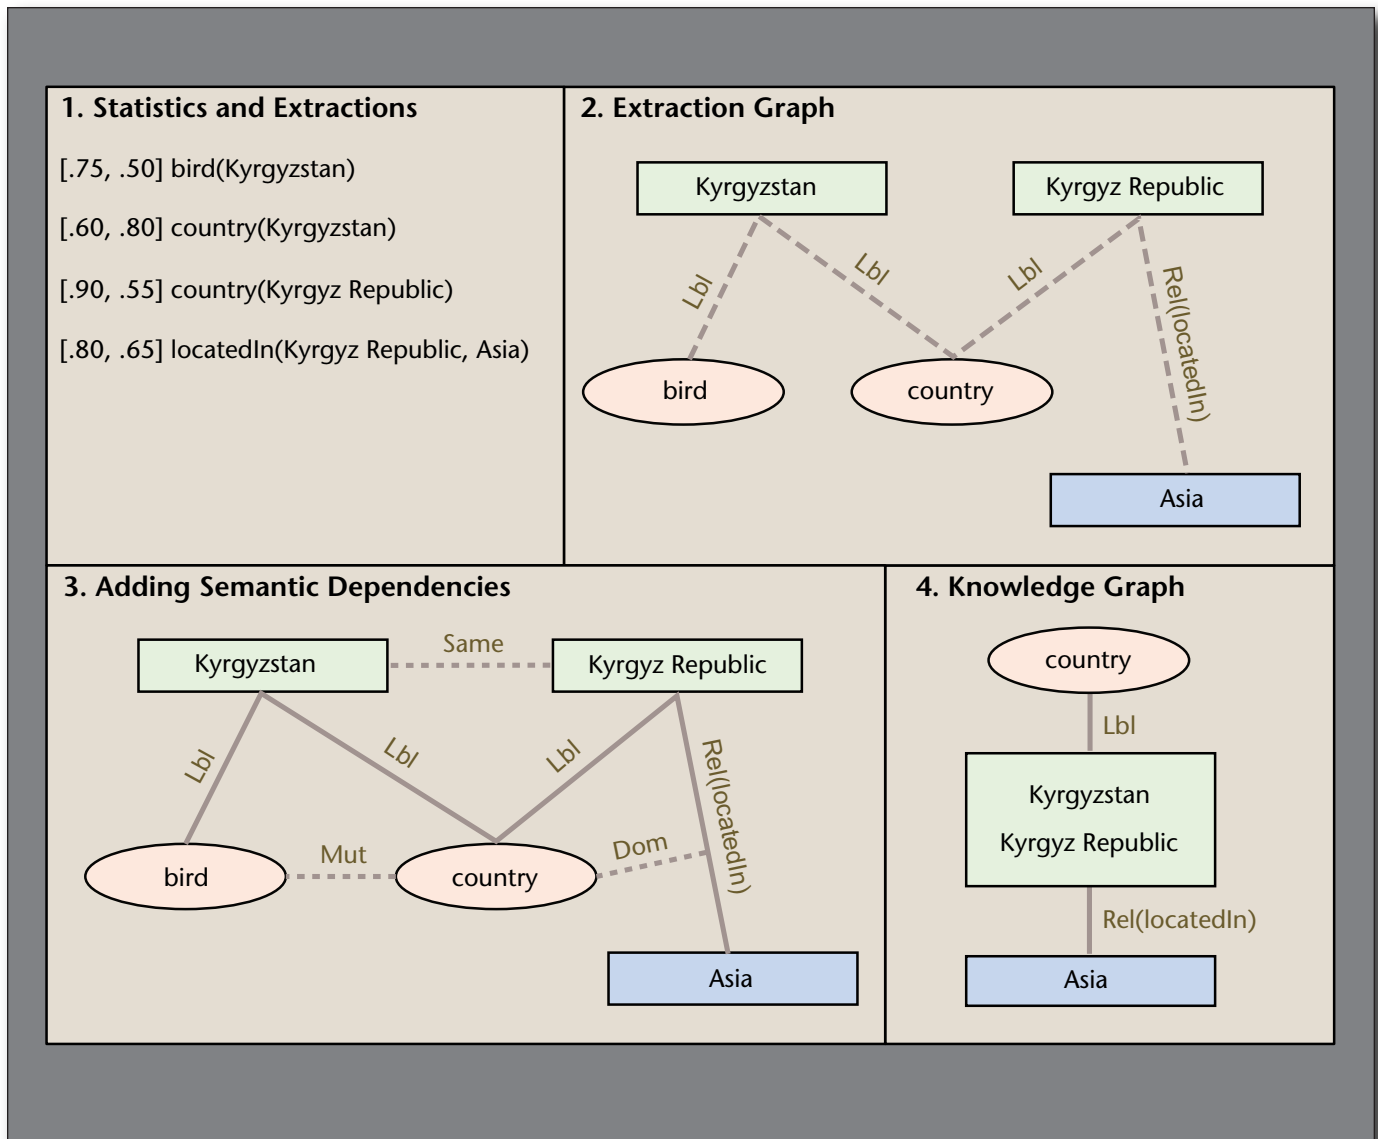 1. Statistics and Extractions
[.75, .50] bird(Kyrgyzstan)
[.60, .80] country(Kyrgyzstan)
[.90, .55] country(Kyrgyz Republic)
[.80, .65] locatedIn(Kyrgyz Republic, Asia)
2. Extraction Graph
Kyrgyzstan
Kyrgyz Republic
Lbl
Lbl
Lbl
Rel(locatedIn)
bird
country
Asia
3. Adding Semantic Dependencies
Kyrgyzstan
Same
Kyrgyz Republic
Lbl
Lbl
Lbl
Rel(locatedIn)
bird
Mut
country
Dom
Asia
4. Knowledge Graph
country
Lbl
Kyrgyzstan
Kyrgyz Republic
Rel(locatedIn)
Asia